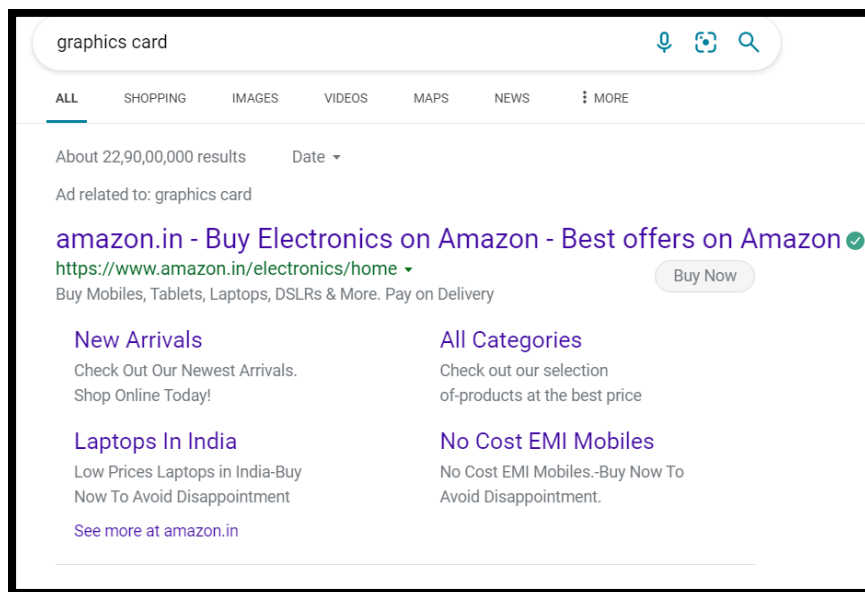 graphics card
ALL SHOPPING IMAGES VIDEOS MAPS NEWS MORE
About 22,90,00,000 results Date
Ad related to: graphics card
amazon.in - Buy Electronics on Amazon - Best offers on Amazon
https://www.amazon.in/electronics/home
Buy Now
Buy Mobiles, Tablets, Laptops, DSLRs & More. Pay on Delivery
New Arrivals
Check Out Our Newest Arrivals.
Shop Online Today!
All Categories
Check out our selection
of-products at the best price
Laptops In India
Low Prices Laptops in India-Buy
Now To Avoid Disappointment
No Cost EMI Mobiles
No Cost EMI Mobiles.-Buy Now To
Avoid Disappointment.
See more at amazon.in